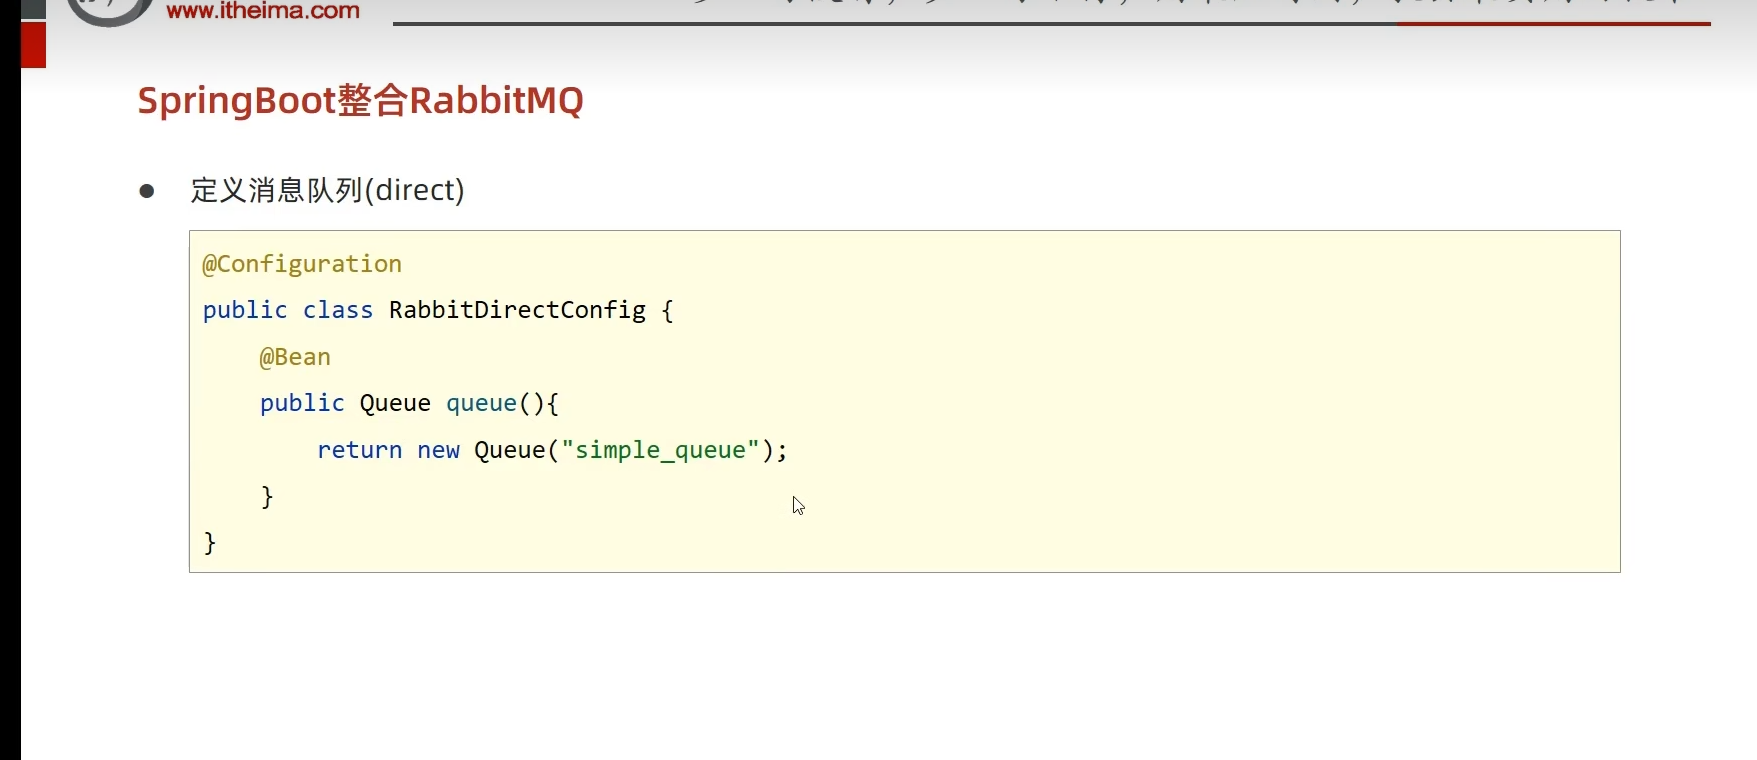 www.itheima.com
SpringBoot整合RabbitMQ
● 定义消息队列(direct)
@Configuration
public class RabbitDirectConfig {
    @Bean
    public Queue queue(){
        return new Queue("simple_queue");
    }
}